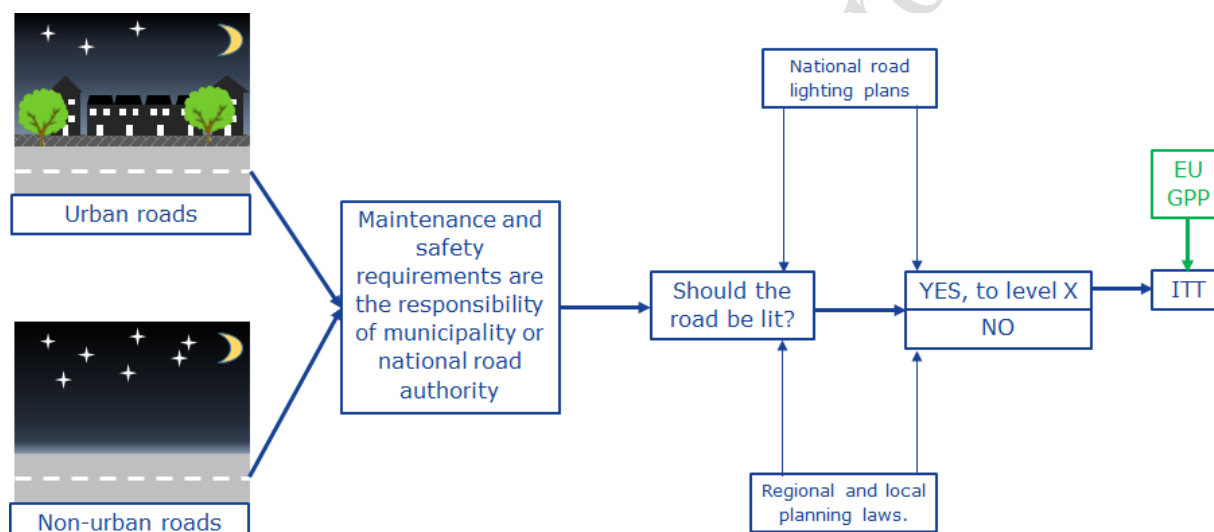 Urban roads
Non-urban roads
Maintenance and
safety
requirements are
the responsibility
of municipality or
national road
authority
National road
lighting plans
Should the
road be lit?
Regional and local
planning laws.
YES, to level X
NO
EU
GPP
ITT